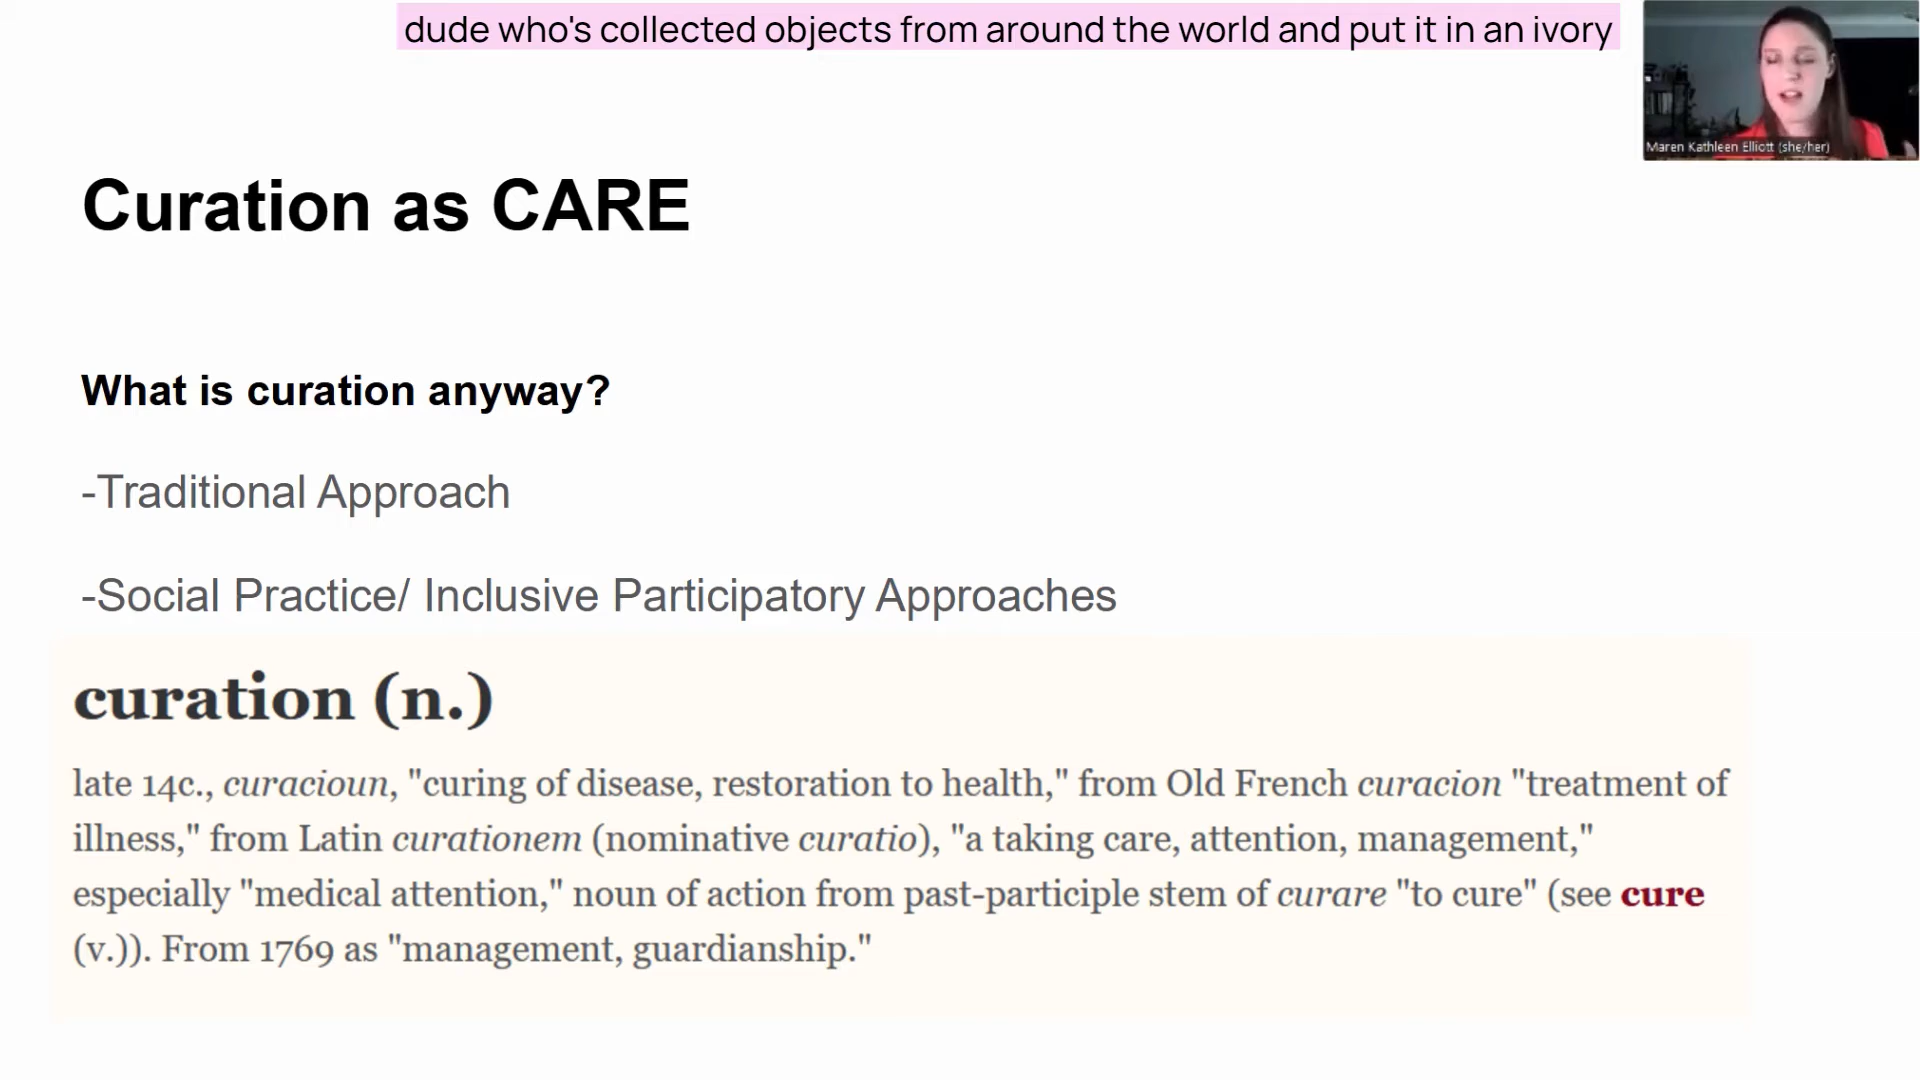 dude who's collected objects from around the world and put it in an ivory
Maren Kathleen Elliott (she/her)
Curation as CARE
What is curation anyway?
-Traditional Approach
-Social Practice/ Inclusive Participatory Approaches
curation (n.)
late 14c., curacioun, "curing of disease, restoration to health," from Old French curacion "treatment of
illness," from Latin curationem (nominative curatio), "a taking care, attention, management,"
especially "medical attention," noun of action from past-participle stem of curare "to cure" (see cure
(v.)). From 1769 as "management, guardianship."